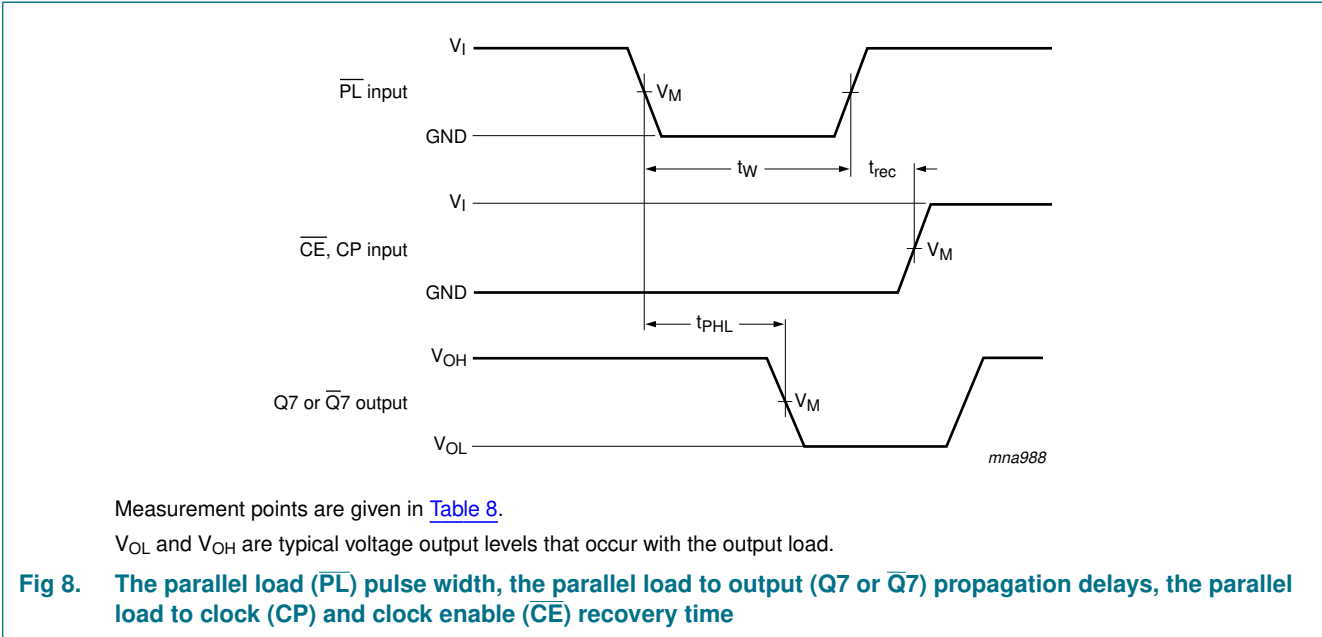 VI
PL input
VM
GND
tW
trec
VI
CE, CP input
VM
GND
tPHL
VOH
Q7 or Q7 output
VM
VOL
mna988
Measurement points are given in Table 8.
VOL and VOH are typical voltage output levels that occur with the output load.
Fig 8. The parallel load (PL) pulse width, the parallel load to output (Q7 or Q7) propagation delays, the parallel
load to clock (CP) and clock enable (CE) recovery time